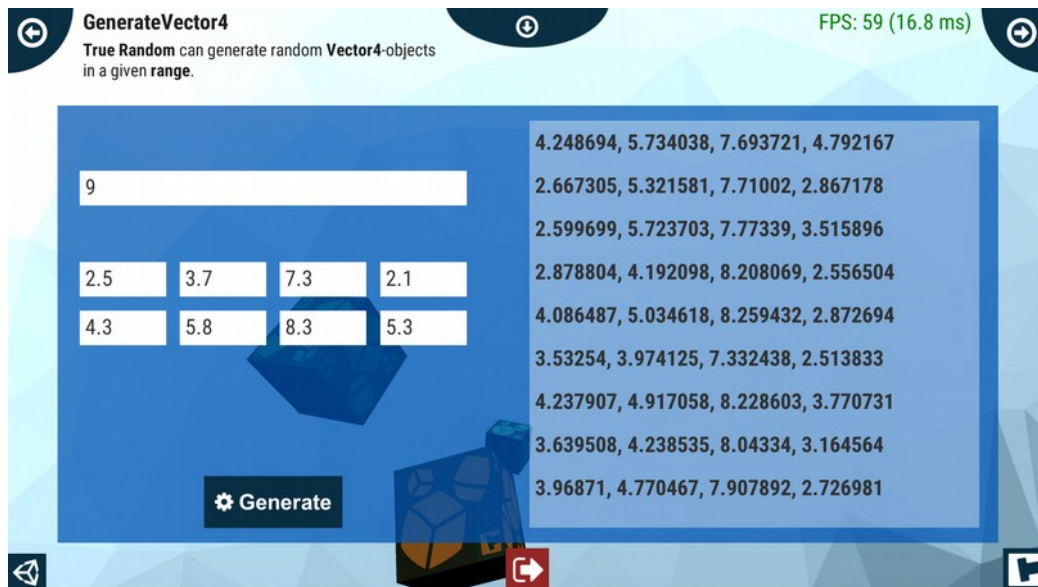 GenerateVector4
True Random can generate random Vector4-objects
in a given range.
FPS: 59 (16.8 ms)
9
2.5 3.7 7.3 2.1
4.3 5.8 8.3 5.3
Generate
4.248694, 5.734038, 7.693721, 4.792167
2.667305, 5.321581, 7.71002, 2.867178
2.599699, 5.723703, 7.77339, 3.515896
2.878804, 4.192098, 8.208069, 2.556504
4.086487, 5.034618, 8.259432, 2.872694
3.53254, 3.974125, 7.332438, 2.513833
4.237907, 4.917058, 8.228603, 3.770731
3.639508, 4.238535, 8.04334, 3.164564
3.96871, 4.770467, 7.907892, 2.726981